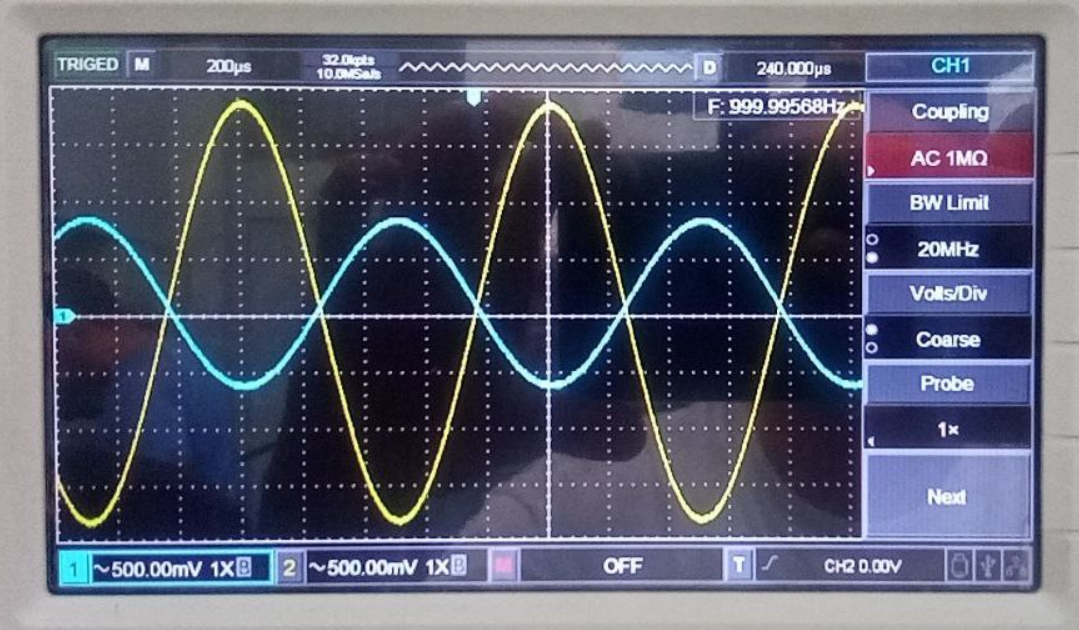 TRIGED M 200µs 32.0kpts D 240.000µs CH1
10.0MSa/s
F: 999.99568Hz
Coupling
AC 1MΩ
BW Limit
20MHz
Volts/Div
Coarse
Probe
1×
Next
1
1 ~500.00mV 1X B 2 ~500.00mV 1X B M OFF T CH2 0.00V